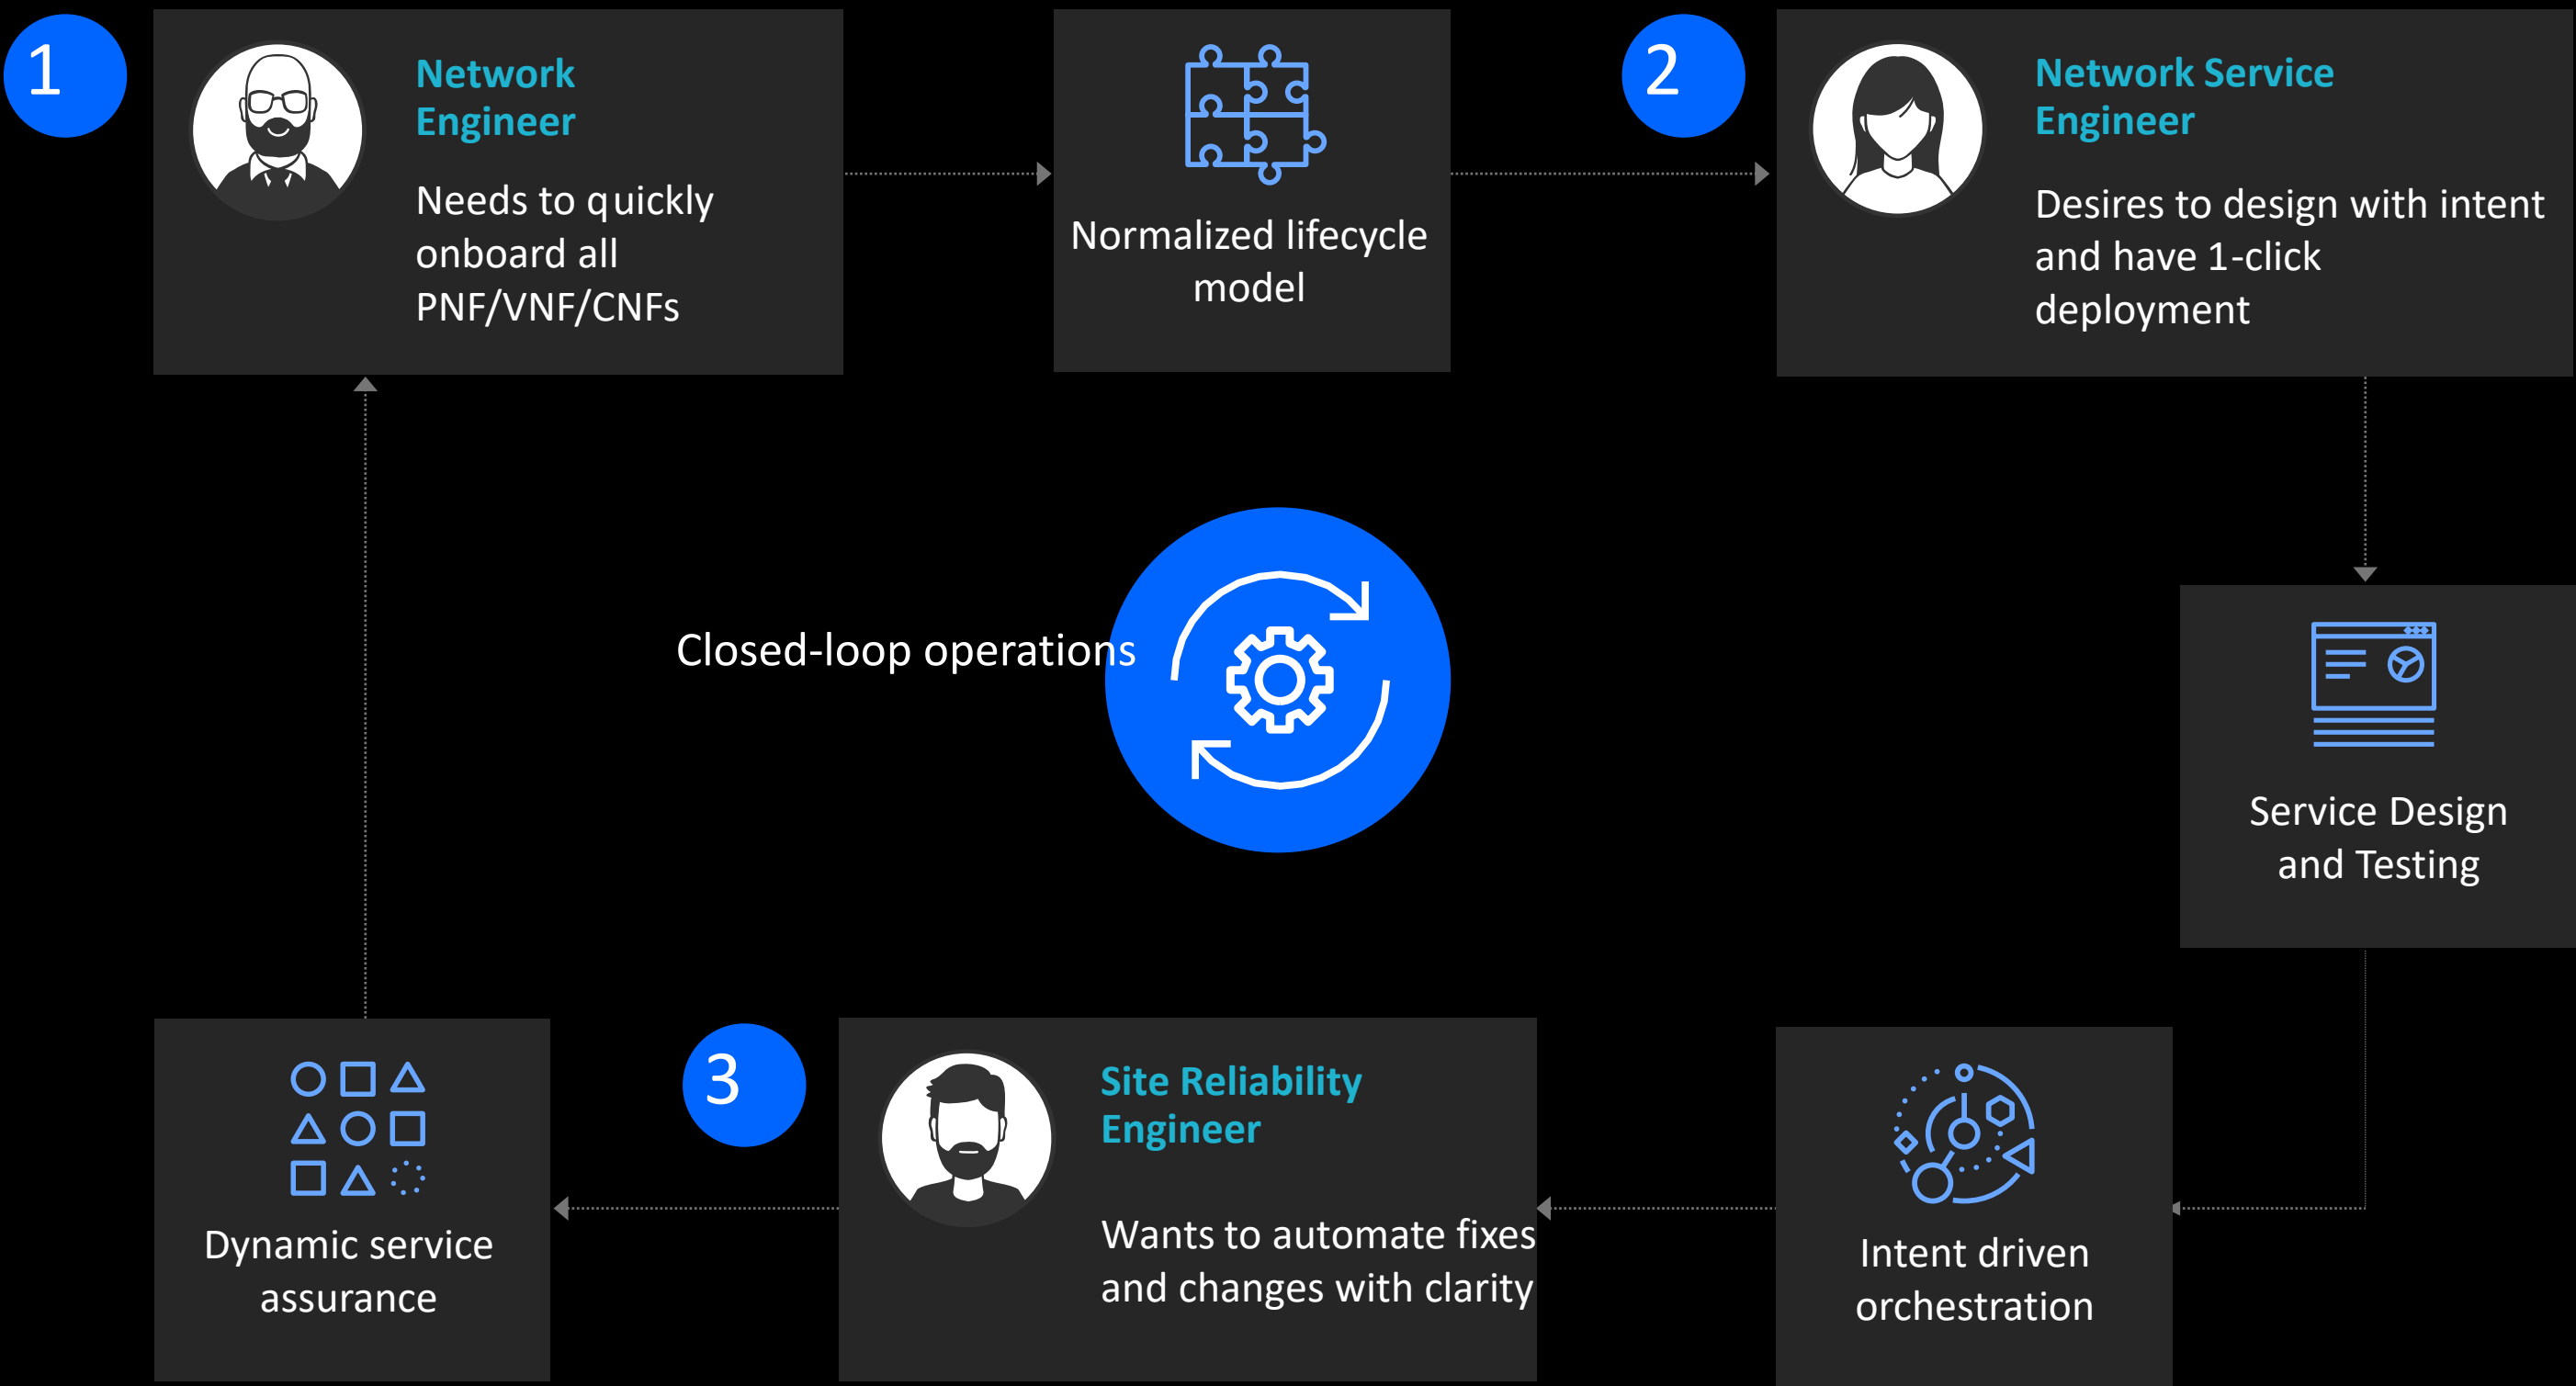 1
Network
Engineer
Needs to quickly
onboard all
PNF/VNF/CNFs
Normalized lifecycle
model
2
Network Service
Engineer
Desires to design with intent
and have 1-click
deployment
Closed-loop operations
Service Design
and Testing
Dynamic service
assurance
3
Site Reliability
Engineer
Wants to automate fixes
and changes with clarity
Intent driven
orchestration